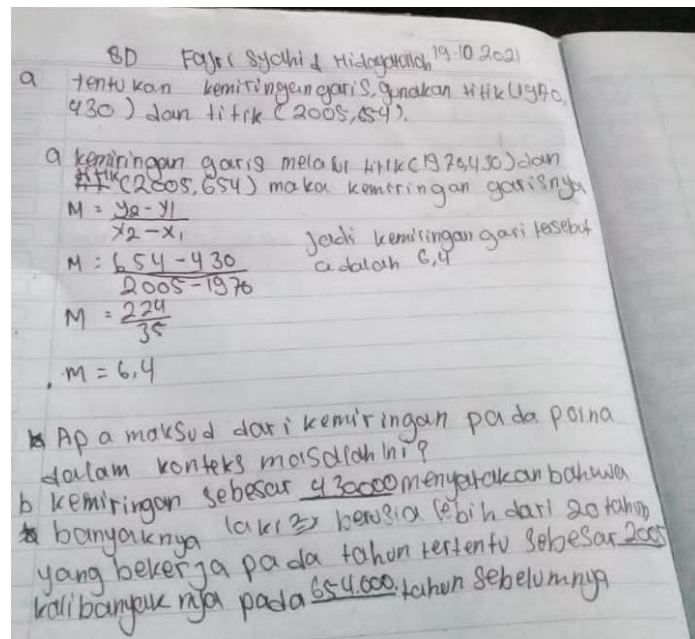 8D Fajri Syahid Hidayatulloh 19-10-2021
a tentukan kemiringan garis, gunakan titik (1970,
430) dan titik (2005,654).
a kemiringan garis melalui titik (1970,430) dan
titik (2005,654) maka kemiringan garisnya
M = y2-y1
x2-x1
Jadi kemiringan gari tersebut
adalah 6,4
M = 654-430
2005-1970
M = 224
35
m = 6,4
Apa maksud dari kemiringan pada poin a
dalam konteks masalah ini?
b kemiringan sebesar 430000 menyatakan bahwa
banyaknya laki2 berusia lebih dari 20 tahun
yang bekerja pada tahun tertentu sebesar 2005
kali banyak nya pada 654.000. tahun sebelumnya